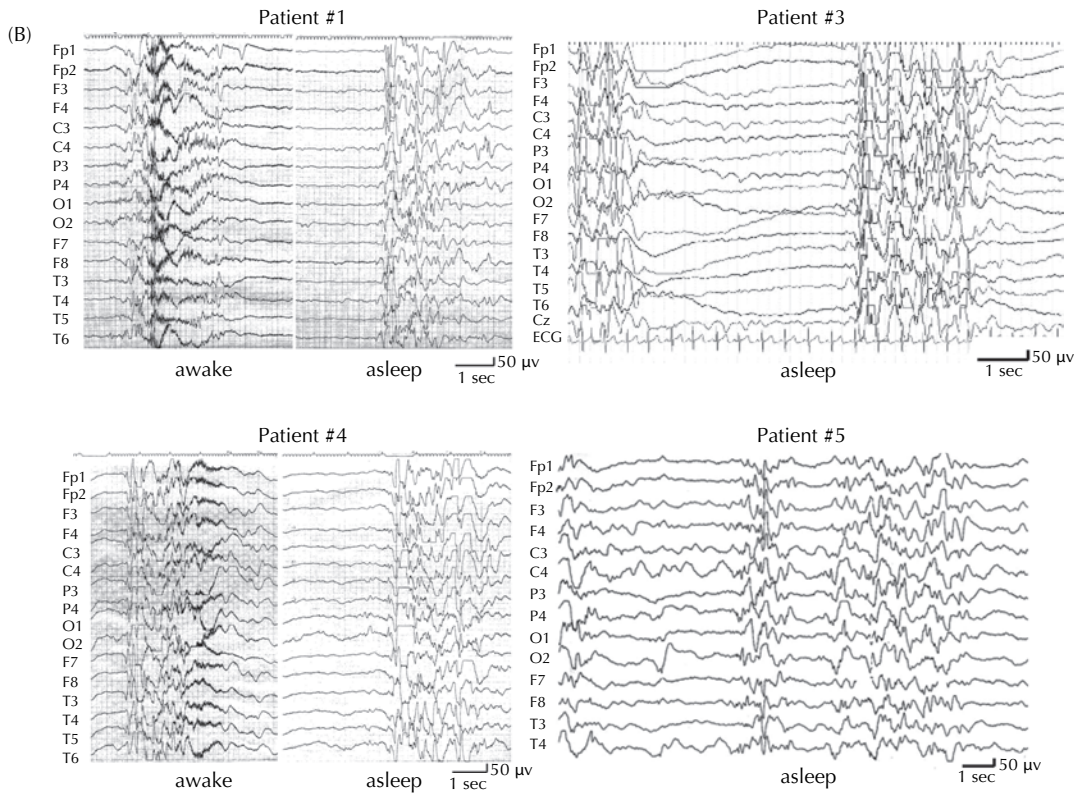 (B)
Patient #1
Fp1
Fp2
F3
F4
C3
C4
P3
P4
O1
O2
F7
F8
T3
T4
T5
T6
awake
asleep
50 μv
1 sec
Patient #3
Fp1
Fp2
F3
F4
C3
C4
P3
P4
O1
O2
F7
F8
T3
T4
T5
T6
Cz
ECG
asleep
50 μv
1 sec
Patient #4
Fp1
Fp2
F3
F4
C3
C4
P3
P4
O1
O2
F7
F8
T3
T4
T5
T6
awake
asleep
50 μv
1 sec
Patient #5
Fp1
Fp2
F3
F4
C3
C4
P3
P4
O1
O2
F7
F8
T3
T4
asleep
50 μv
1 sec